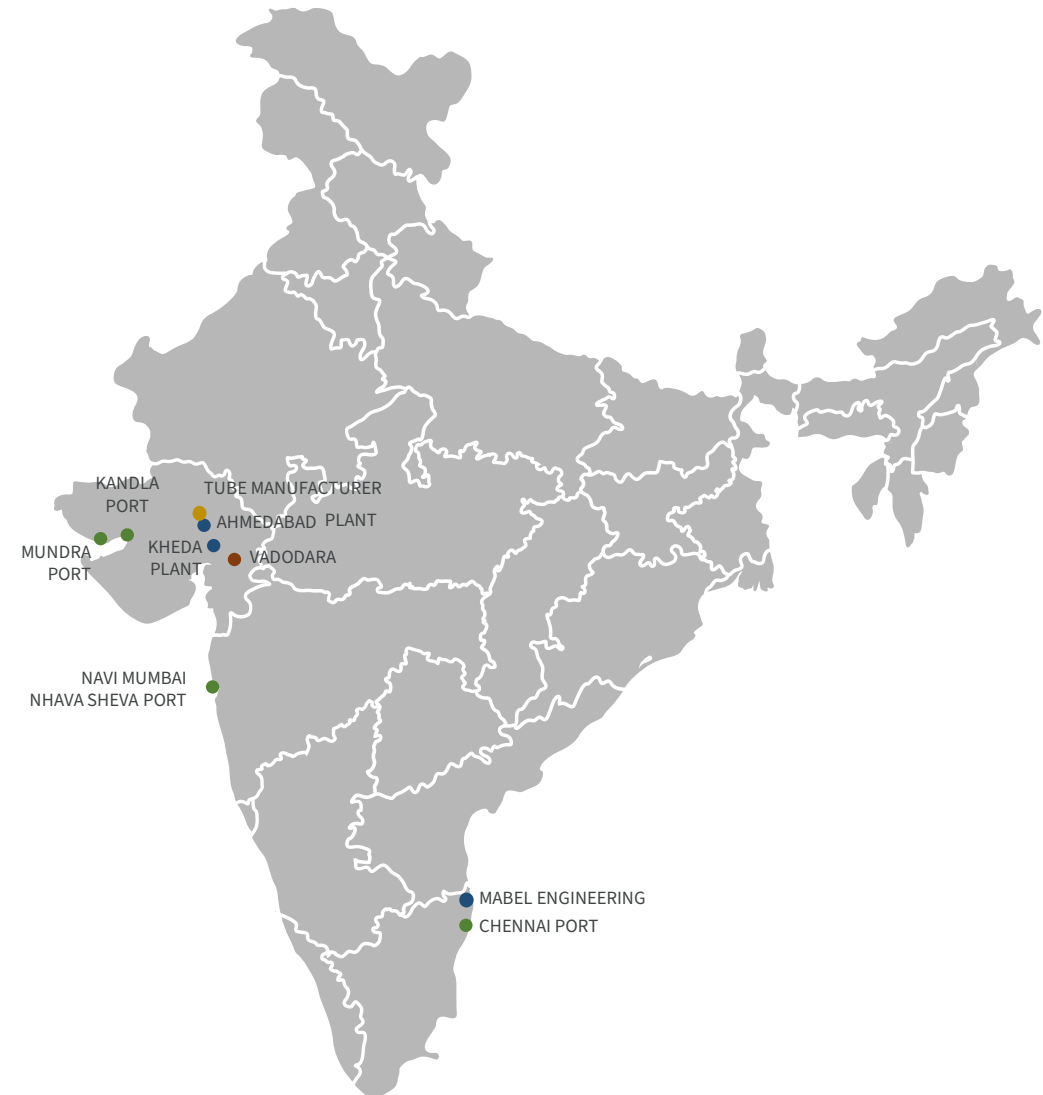 KANDLA
PORT
TUBE MANUFACTURER
AHMEDABAD PLANT
MUNDRA
PORT
KHEDA
PLANT
VADODARA
NAVI MUMBAI
NHAVA SHEVA PORT
MABEL ENGINEERING
CHENNAI PORT